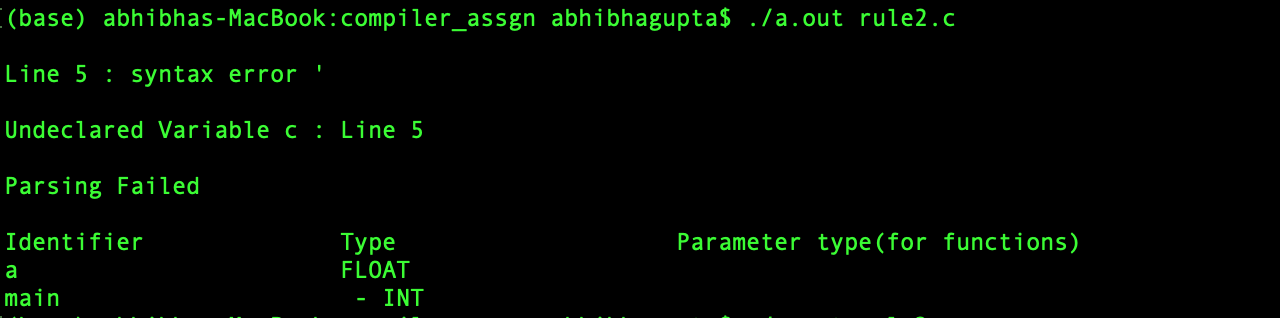 (base) abhibhas-MacBook:compiler_assgn abhibhagupta$ ./a.out rule2.c
Line 5 : syntax error '
Undeclared Variable c : Line 5
Parsing Failed
Identifier Type Parameter type(for functions)
a FLOAT
main - INT